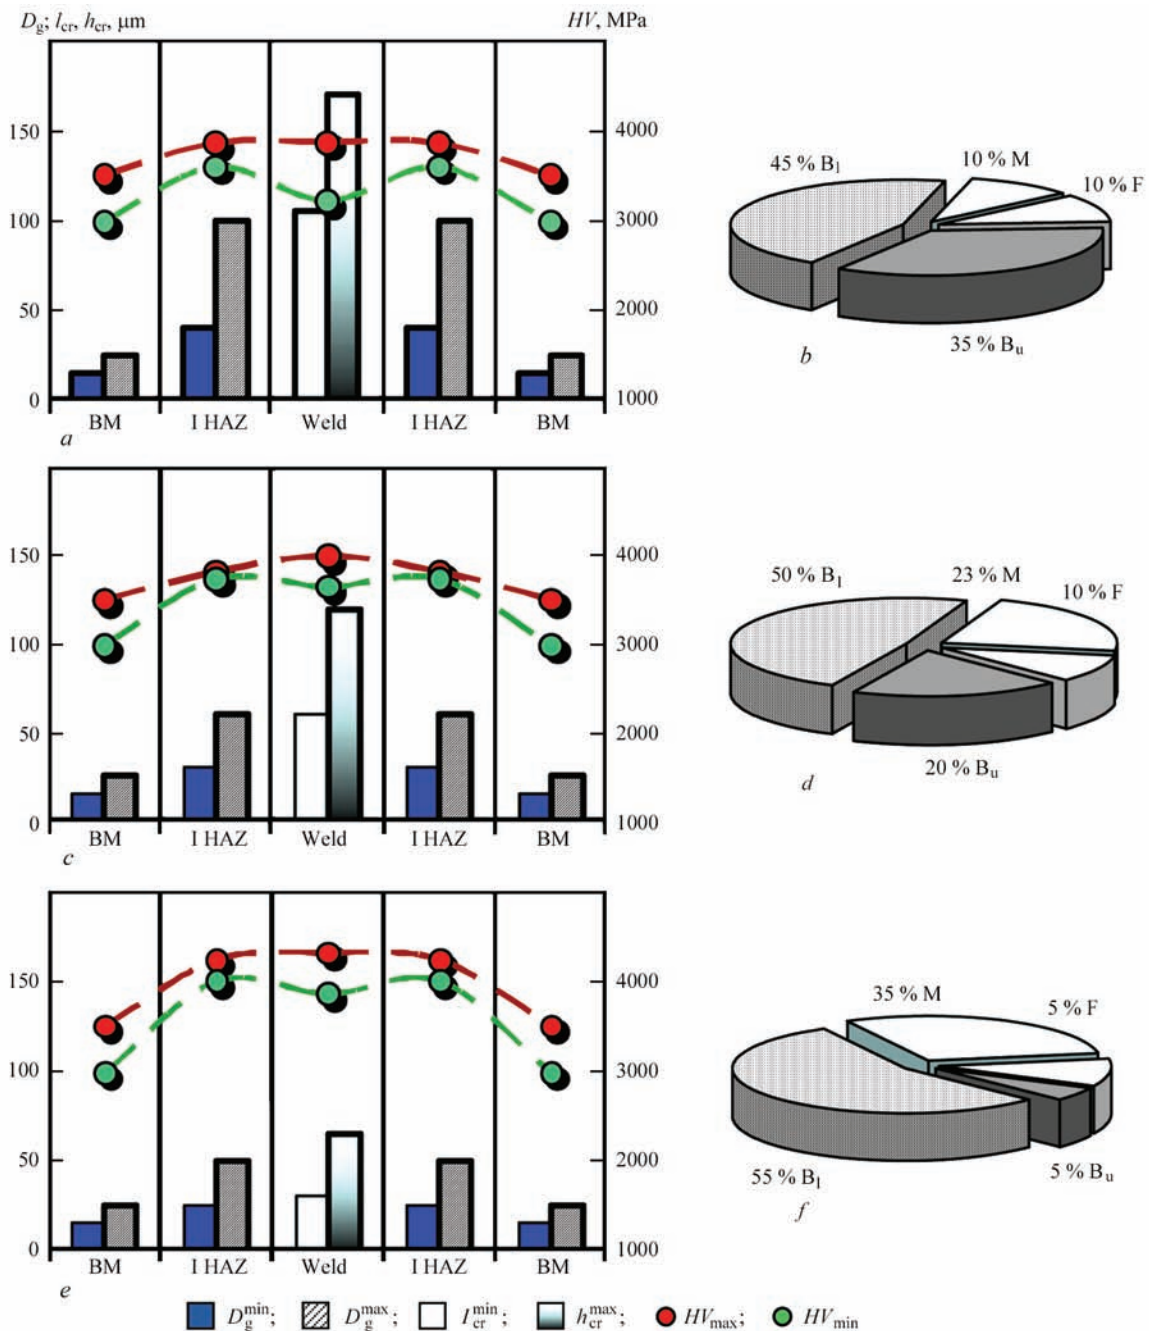 D_g; l_cr, h_cr, μm
HV, MPa
150
100
50
0
4000
3000
2000
1000
BM
I HAZ
Weld
I HAZ
BM
a
45 % B_l
10 % M
10 % F
35 % B_u
b
150
100
50
0
4000
3000
2000
1000
BM
I HAZ
Weld
I HAZ
BM
c
50 % B_l
23 % M
10 % F
20 % B_u
d
150
100
50
0
4000
3000
2000
1000
BM
I HAZ
Weld
I HAZ
BM
e
35 % M
5 % F
55 % B_l
5 % B_u
f
D_g^min; D_g^max; l_cr^min; h_cr^max; HV_max; HV_min